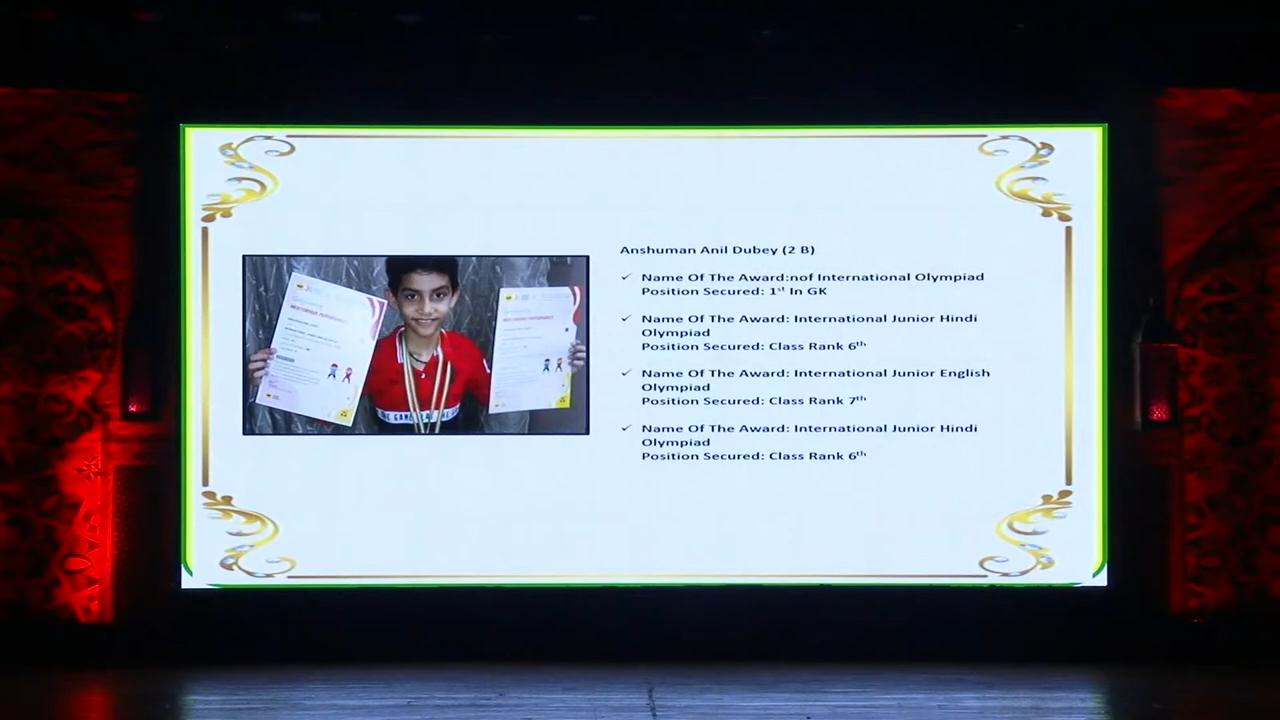 Anshuman Anil Dubey (2 B)
✓ Name Of The Award:nof International Olympiad
Position Secured: 1st In GK
✓ Name Of The Award: International Junior Hindi
Olympiad
Position Secured: Class Rank 6th
✓ Name Of The Award: International Junior English
Olympiad
Position Secured: Class Rank 7th
✓ Name Of The Award: International Junior Hindi
Olympiad
Position Secured: Class Rank 6th